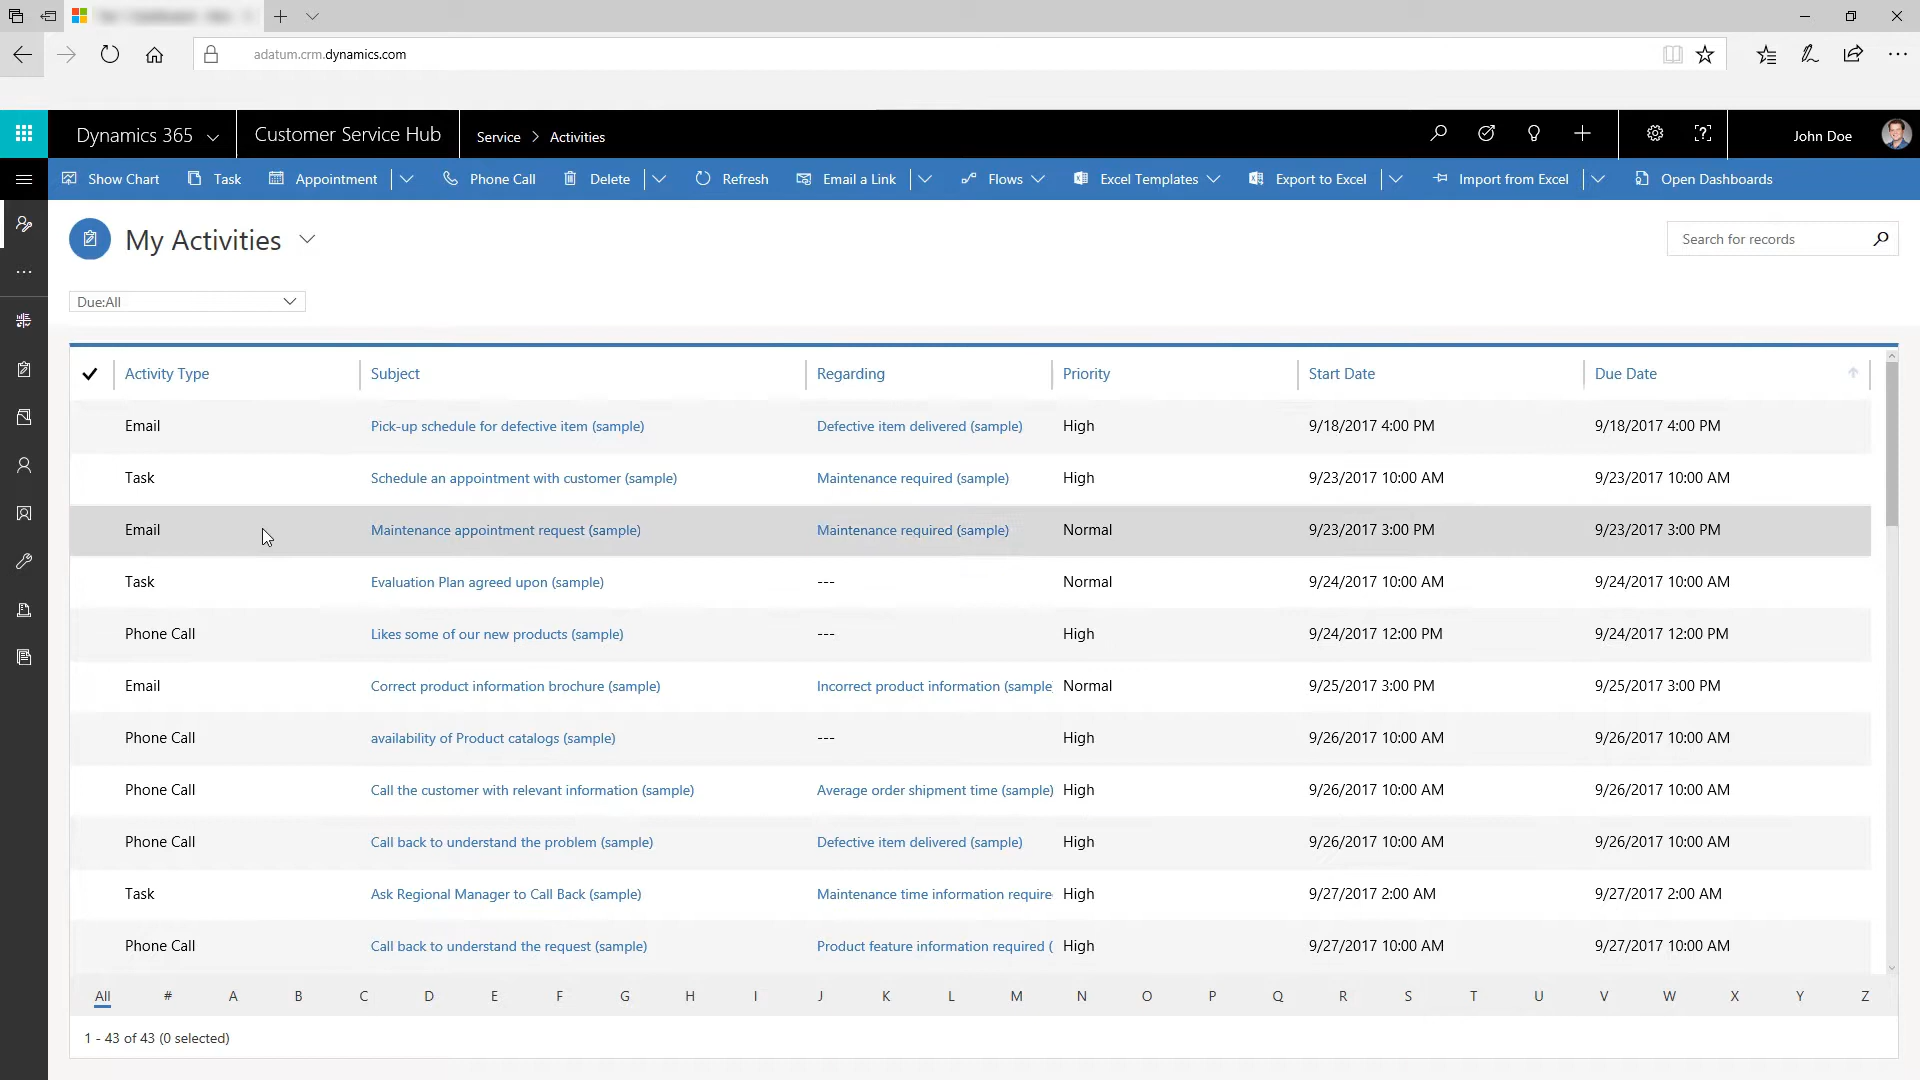 adatum.crm.dynamics.com
Dynamics 365 Customer Service Hub Service > Activities John Doe
Show Chart Task Appointment Phone Call Delete Refresh Email a Link Flows Excel Templates Export to Excel Import from Excel Open Dashboards
My Activities Search for records
Due:All
Activity Type Subject Regarding Priority Start Date Due Date
Email Pick-up schedule for defective item (sample) Defective item delivered (sample) High 9/18/2017 4:00 PM 9/18/2017 4:00 PM
Task Schedule an appointment with customer (sample) Maintenance required (sample) High 9/23/2017 10:00 AM 9/23/2017 10:00 AM
Email Maintenance appointment request (sample) Maintenance required (sample) Normal 9/23/2017 3:00 PM 9/23/2017 3:00 PM
Task Evaluation Plan agreed upon (sample) --- Normal 9/24/2017 10:00 AM 9/24/2017 10:00 AM
Phone Call Likes some of our new products (sample) --- High 9/24/2017 12:00 PM 9/24/2017 12:00 PM
Email Correct product information brochure (sample) Incorrect product information (sample Normal 9/25/2017 3:00 PM 9/25/2017 3:00 PM
Phone Call availability of Product catalogs (sample) --- High 9/26/2017 10:00 AM 9/26/2017 10:00 AM
Phone Call Call the customer with relevant information (sample) Average order shipment time (sample) High 9/26/2017 10:00 AM 9/26/2017 10:00 AM
Phone Call Call back to understand the problem (sample) Defective item delivered (sample) High 9/26/2017 10:00 AM 9/26/2017 10:00 AM
Task Ask Regional Manager to Call Back (sample) Maintenance time information require High 9/27/2017 2:00 AM 9/27/2017 2:00 AM
Phone Call Call back to understand the request (sample) Product feature information required ( High 9/27/2017 10:00 AM 9/27/2017 10:00 AM
All # A B C D E F G H I J K L M N O P Q R S T U V W X Y Z
1 - 43 of 43 (0 selected)